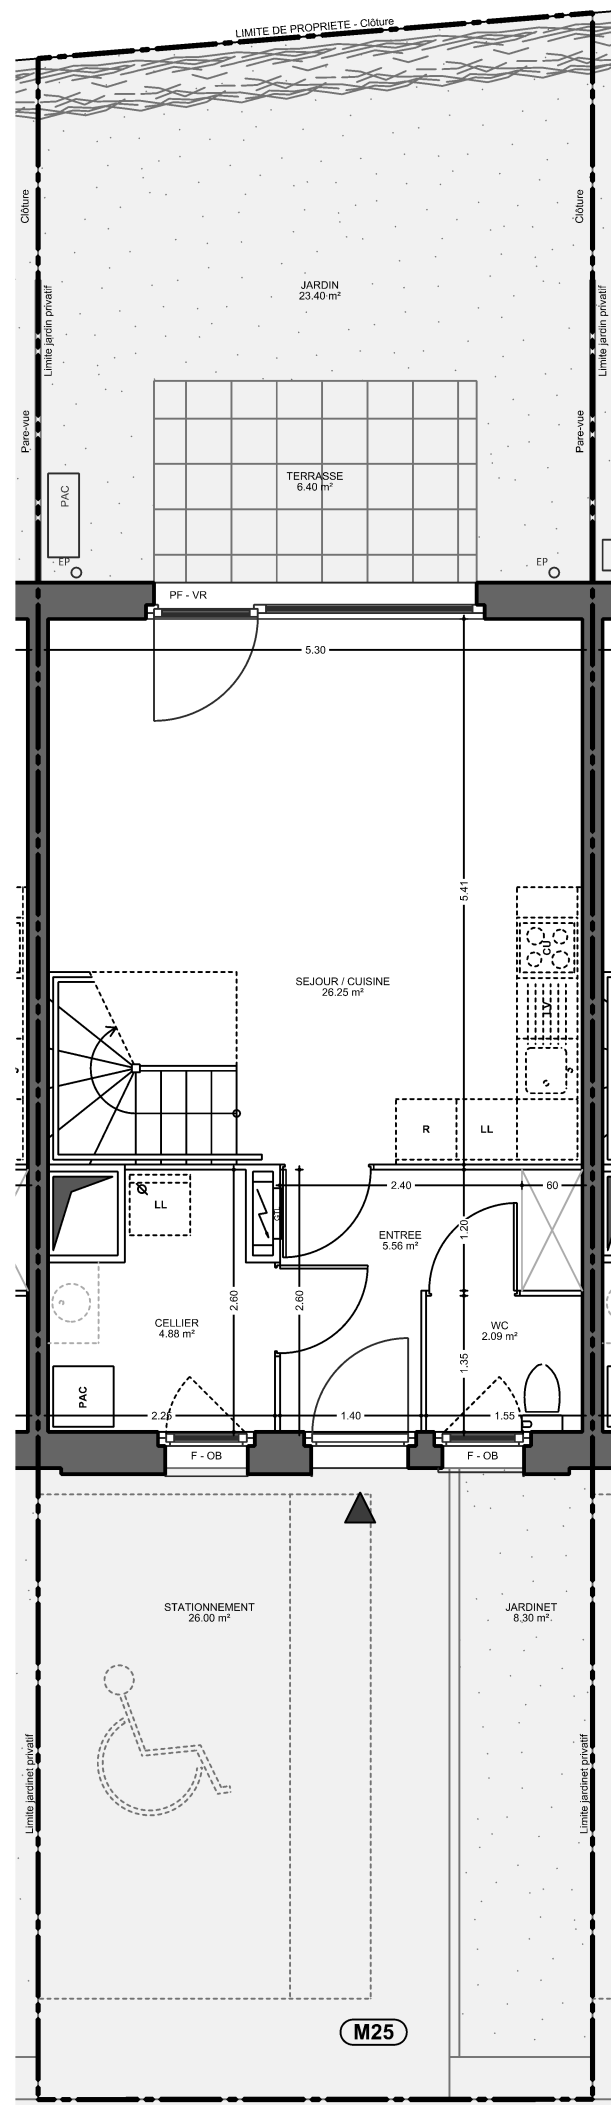 LIMITE DE PROPRIETE - Clôture
Clôture
Clôture
JARDIN
23.40 m²
Limite jardin privatif
Limite jardin privatif
Pare-vue
Pare-vue
TERRASSE
6.40 m²
PAC
EP
EP
PF - VR
5.30
5.41
CU
SEJOUR / CUISINE
26.25 m²
LV
R
LL
2.40
60
LL
GTL
ENTREE
5.56 m²
1.20
2.60
2.60
CELLIER
4.88 m²
WC
2.09 m²
1.35
PAC
2.25
1.40
1.55
F - OB
F - OB
STATIONNEMENT
26.00 m²
JARDINET
8.30 m²
Limite jardinet privatif
Limite jardinet privatif
M25